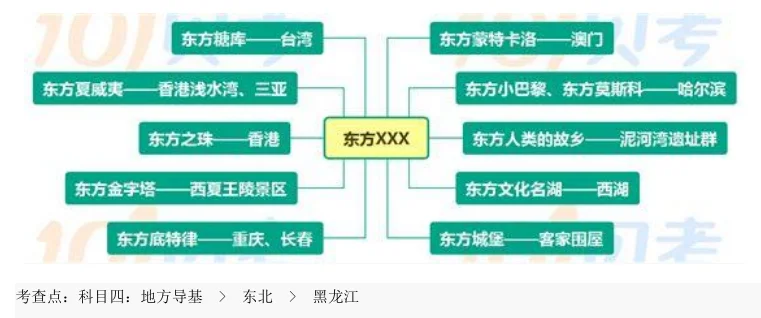 东方糖库——台湾
东方夏威夷——香港浅水湾、三亚
东方之珠——香港
东方金字塔——西夏王陵景区
东方底特律——重庆、长春
东方XXX
东方蒙特卡洛——澳门
东方小巴黎、东方莫斯科——哈尔滨
东方人类的故乡——泥河湾遗址群
东方文化名湖——西湖
东方城堡——客家围屋
考查点：科目四：地方导基 > 东北 > 黑龙江